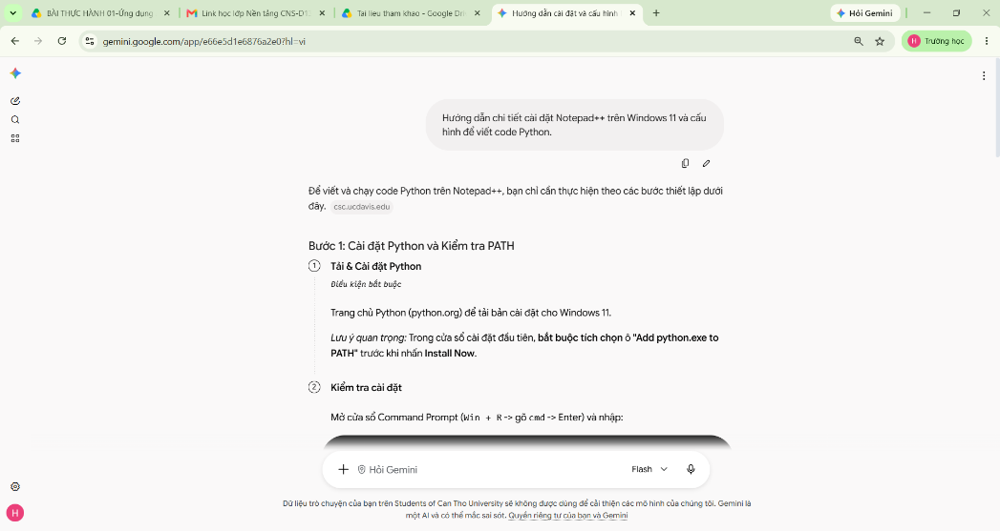 BÀI THỰC HÀNH 01-Ứng dụng
Link học lớp Nền tảng CNS-D1
Tai lieu tham khao - Google Dri
Hướng dẫn cài đặt và cấu hình
Hỏi Gemini
gemini.google.com/app/e66e5d1e6876a2e0?hl=vi
H
Trường học
Hướng dẫn chi tiết cài đặt Notepad++ trên Windows 11 và cấu
hình để viết code Python.
Để viết và chạy code Python trên Notepad++, bạn chỉ cần thực hiện theo các bước thiết lập dưới
đây. csc.ucdavis.edu
Bước 1: Cài đặt Python và Kiểm tra PATH
1 Tải & Cài đặt Python
Điều kiện bắt buộc
Trang chủ Python (python.org) để tải bản cài đặt cho Windows 11.
Lưu ý quan trọng: Trong cửa sổ cài đặt đầu tiên, bắt buộc tích chọn ô "Add python.exe to
PATH" trước khi nhấn Install Now.
2 Kiểm tra cài đặt
Mở cửa sổ Command Prompt (Win + R -> gõ cmd -> Enter) và nhập:
Hỏi Gemini
Flash
Dữ liệu trò chuyện của bạn trên Students of Can Tho University sẽ không được dùng để cải thiện các mô hình của chúng tôi. Gemini là
một AI và có thể mắc sai sót. Quyền riêng tư của bạn và Gemini
H